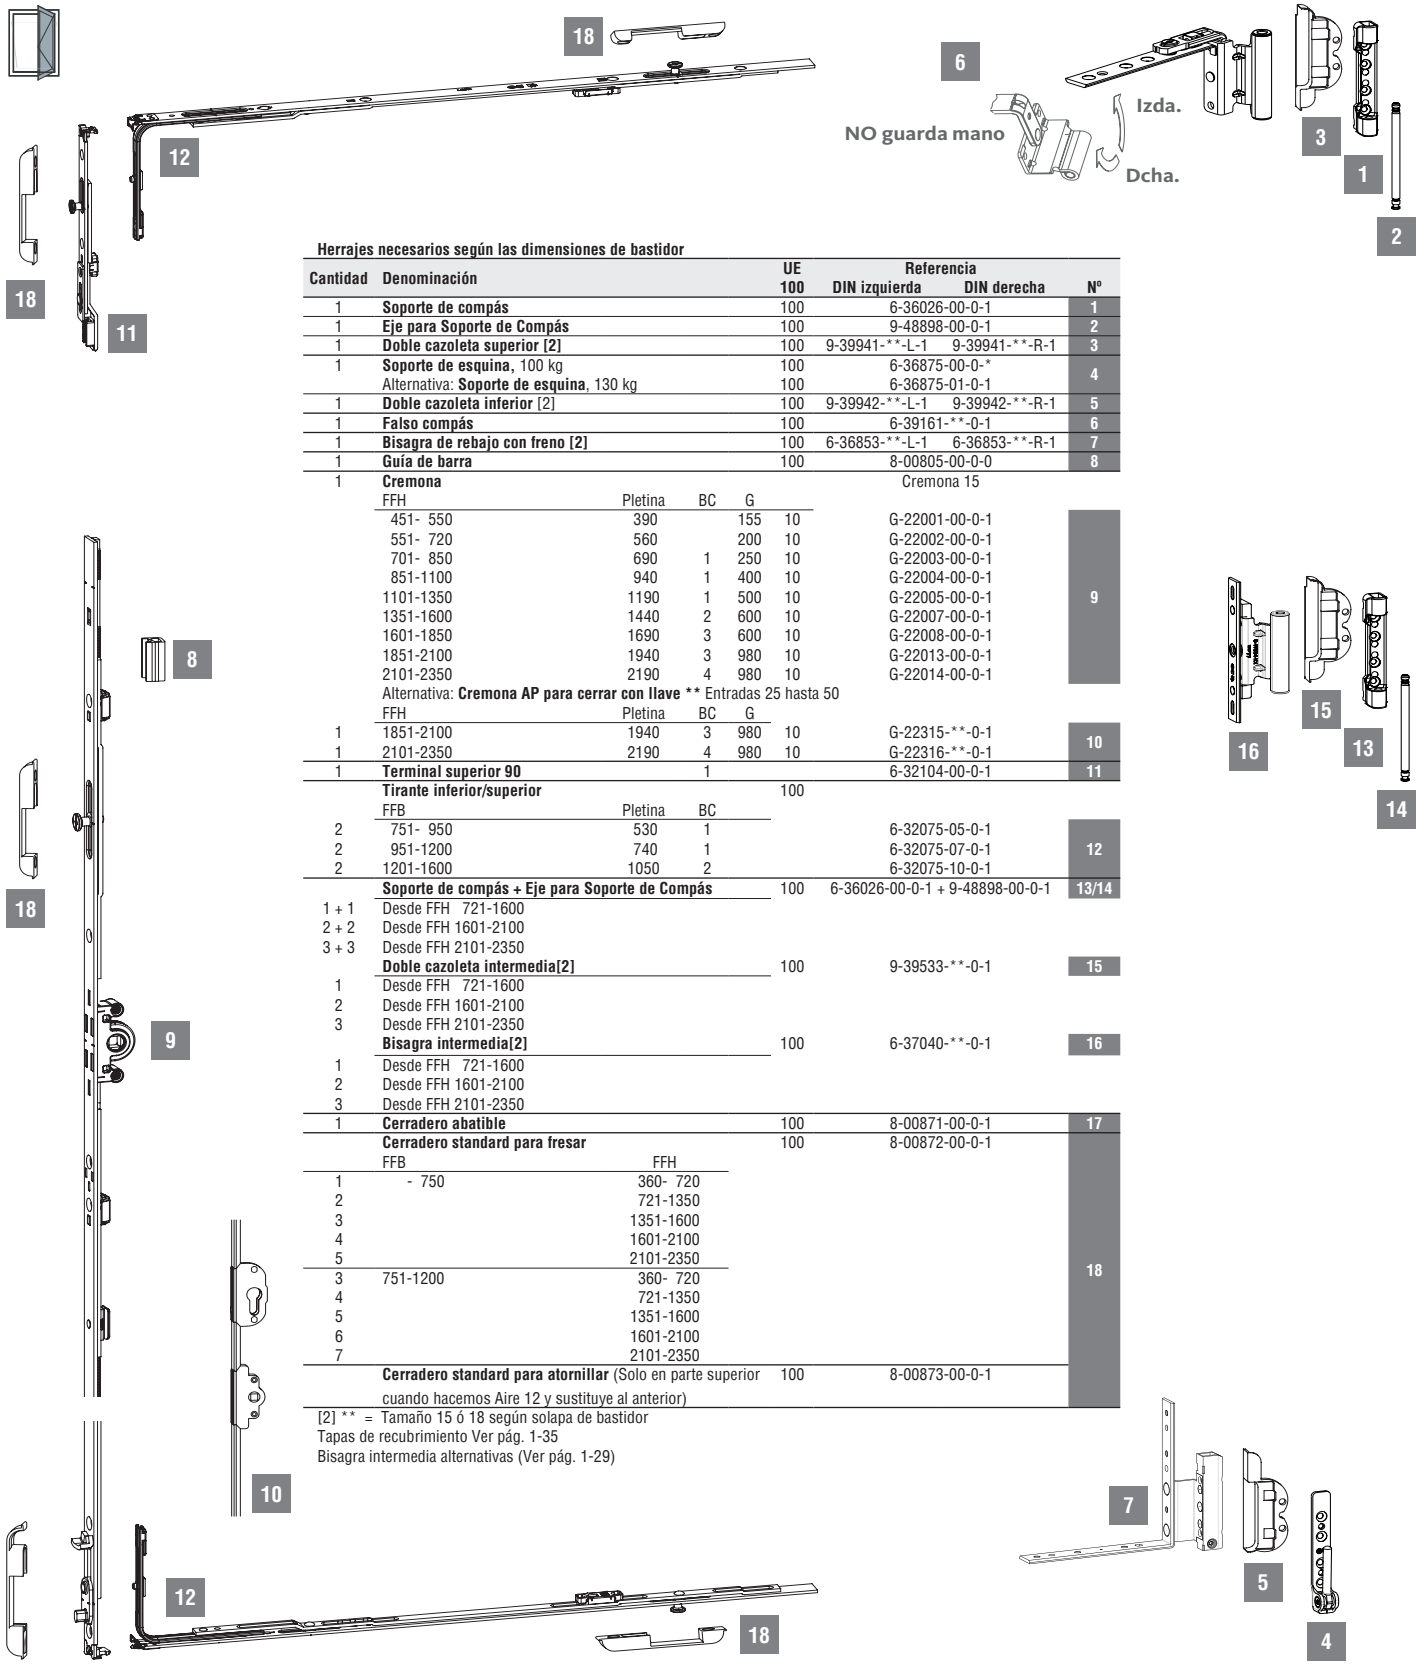 18
6
Izda.
NO guarda mano
Dcha.
3
1
2
12
18
11
Herrajes necesarios según las dimensiones de bastidor
Cantidad Denominación UE 100 Referencia DIN izquierda DIN derecha Nº
1 Soporte de compás 100 6-36026-00-0-1 1
1 Eje para Soporte de Compás 100 9-48898-00-0-1 2
1 Doble cazoleta superior [2] 100 9-39941-**-L-1 9-39941-**-R-1 3
1 Soporte de esquina, 100 kg 100 6-36875-00-0-* 4
Alternativa: Soporte de esquina, 130 kg 100 6-36875-01-0-1
1 Doble cazoleta inferior [2] 100 9-39942-**-L-1 9-39942-**-R-1 5
1 Falso compás 100 6-39161-**-0-1 6
1 Bisagra de rebajo con freno [2] 100 6-36853-**-L-1 6-36853-**-R-1 7
1 Guía de barra 100 8-00805-00-0-0 8
1 Cremona Cremona 15
FFH Pletina BC G
451- 550 390 155 10 G-22001-00-0-1
551- 720 560 200 10 G-22002-00-0-1
701- 850 690 1 250 10 G-22003-00-0-1
851-1100 940 1 400 10 G-22004-00-0-1
1101-1350 1190 1 500 10 G-22005-00-0-1 9
1351-1600 1440 2 600 10 G-22007-00-0-1
1601-1850 1690 3 600 10 G-22008-00-0-1
1851-2100 1940 3 980 10 G-22013-00-0-1
2101-2350 2190 4 980 10 G-22014-00-0-1
Alternativa: Cremona AP para cerrar con llave ** Entradas 25 hasta 50
FFH Pletina BC G
1 1851-2100 1940 3 980 10 G-22315-**-0-1 10
1 2101-2350 2190 4 980 10 G-22316-**-0-1
1 Terminal superior 90 1 6-32104-00-0-1 11
Tirante inferior/superior 100
FFB Pletina BC
2 751- 950 530 1 6-32075-05-0-1
2 951-1200 740 1 6-32075-07-0-1 12
2 1201-1600 1050 2 6-32075-10-0-1
Soporte de compás + Eje para Soporte de Compás 100 6-36026-00-0-1 + 9-48898-00-0-1 13/14
1 + 1 Desde FFH 721-1600
2 + 2 Desde FFH 1601-2100
3 + 3 Desde FFH 2101-2350
Doble cazoleta intermedia[2] 100 9-39533-**-0-1 15
1 Desde FFH 721-1600
2 Desde FFH 1601-2100
3 Desde FFH 2101-2350
Bisagra intermedia[2] 100 6-37040-**-0-1 16
1 Desde FFH 721-1600
2 Desde FFH 1601-2100
3 Desde FFH 2101-2350
1 Cerradero abatible 100 8-00871-00-0-1 17
Cerradero standard para fresar 100 8-00872-00-0-1
FFB FFH
1 - 750 360- 720
2 721-1350
3 1351-1600
4 1601-2100
5 2101-2350
3 751-1200 360- 720 18
4 721-1350
5 1351-1600
6 1601-2100
7 2101-2350
Cerradero standard para atornillar (Solo en parte superior 100 8-00873-00-0-1
cuando hacemos Aire 12 y sustituye al anterior)
[2] ** = Tamaño 15 ó 18 según solapa de bastidor
Tapas de recubrimiento Ver pág. 1-35
Bisagra intermedia alternativas (Ver pág. 1-29)
8
18
9
10
15
16
13
14
7
5
4
12
18